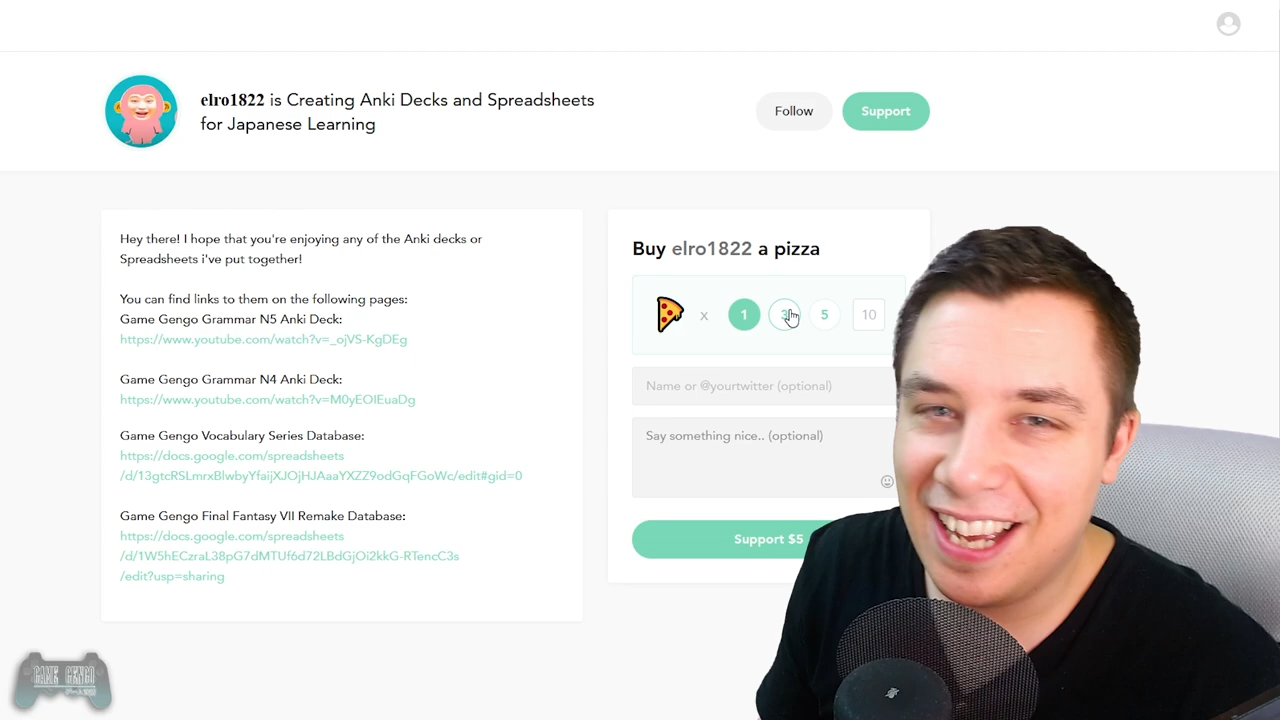 elro1822 is Creating Anki Decks and Spreadsheets
for Japanese Learning
Follow
Support
Hey there! I hope that you're enjoying any of the Anki decks or
Spreadsheets i've put together!
You can find links to them on the following pages:
Game Gengo Grammar N5 Anki Deck:
https://www.youtube.com/watch?v=_ojVS-KgDEg
Game Gengo Grammar N4 Anki Deck:
https://www.youtube.com/watch?v=M0yEOIEuaDg
Game Gengo Vocabulary Series Database:
https://docs.google.com/spreadsheets
/d/13gtcRSLmrxBlwbyYfaijXJOjHJAaaYXZZ9odGqFGoWc/edit#gid=0
Game Gengo Final Fantasy VII Remake Database:
https://docs.google.com/spreadsheets
/d/1W5hECzraL38pG7dMTUf6d72LBdGjOi2kkG-RTencC3s
/edit?usp=sharing
Buy elro1822 a pizza
x 1 3 5 10
Name or @yourtwitter (optional)
Say something nice.. (optional)
Support $5
GAME GENGO